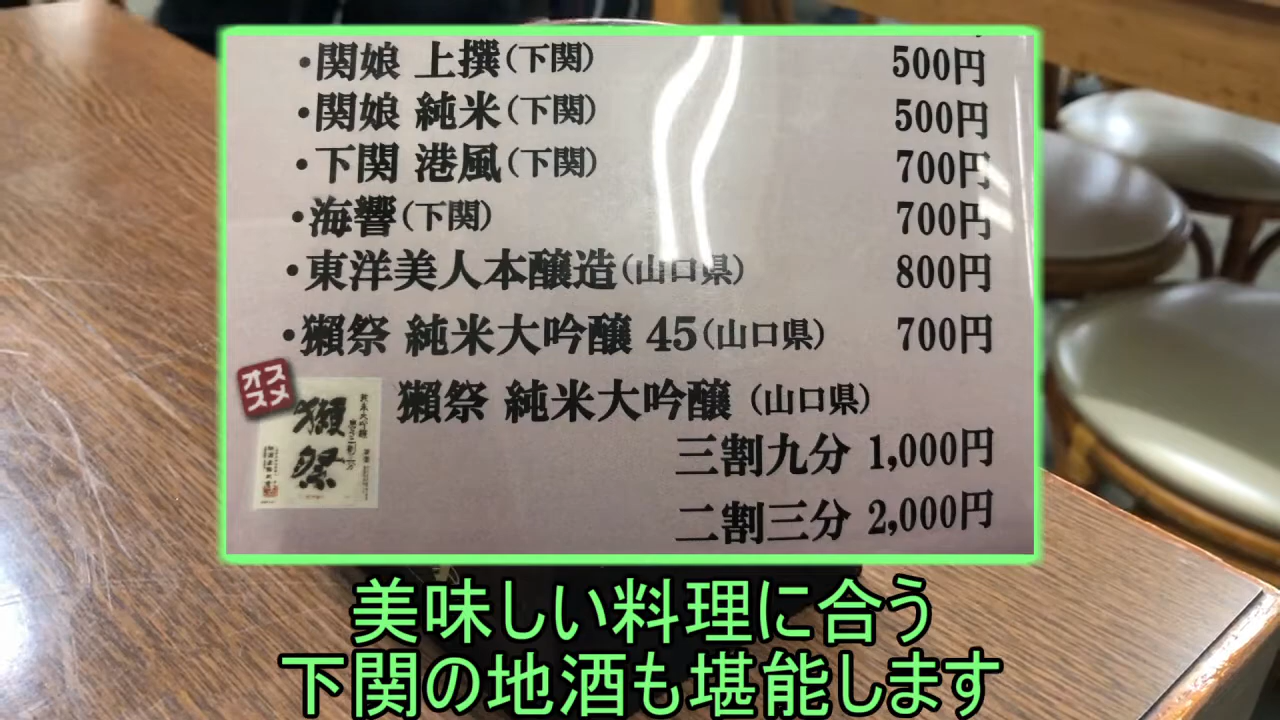 ・関娘 上撰(下関) 500円
・関娘 純米(下関) 500円
・下関 港風(下関) 700円
・海響(下関) 700円
・東洋美人本醸造(山口県) 800円
・獺祭 純米大吟醸 45(山口県) 700円
オス
スメ
獺祭
獺祭 純米大吟醸 (山口県)
三割九分 1,000円
二割三分 2,000円
美味しい料理に合う
下関の地酒も堪能します